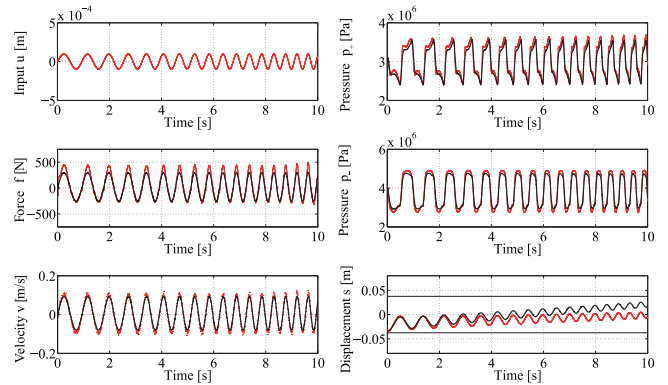 x 10⁻⁴
5
0
−5
Input u [m]
0 2 4 6 8 10
Time [s]
x 10⁶
4
3
2
Pressure p₊ [Pa]
0 2 4 6 8 10
Time [s]
500
0
−500
Force f [N]
0 2 4 6 8 10
Time [s]
x 10⁶
6
4
2
Pressure p₋ [Pa]
0 2 4 6 8 10
Time [s]
0.2
0
−0.2
Velocity v [m/s]
0 2 4 6 8 10
Time [s]
0.05
0
−0.05
Displacement s [m]
0 2 4 6 8 10
Time [s]